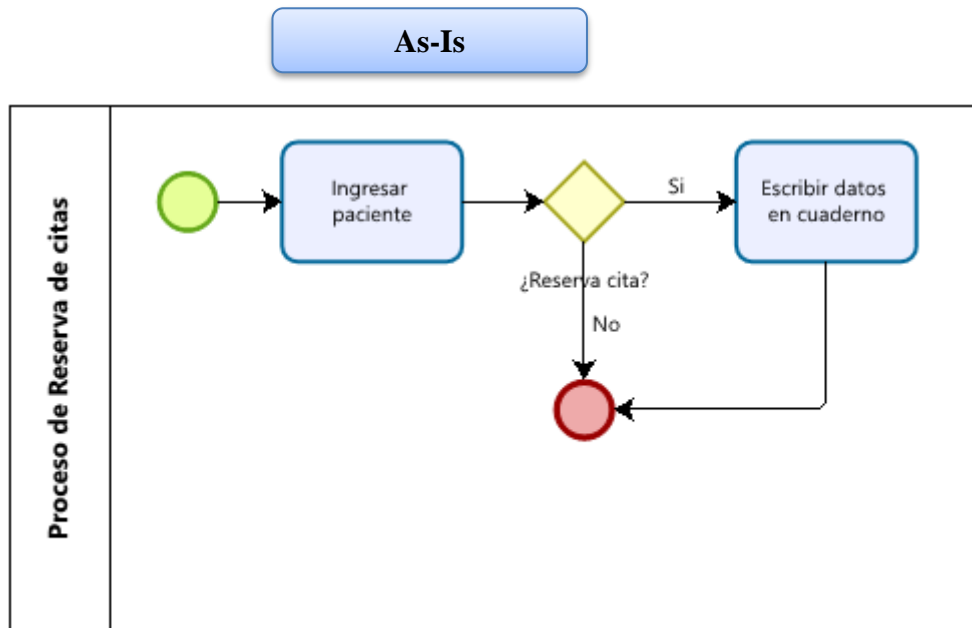 As-Is
Proceso de Reserva de citas
Ingresar
paciente
Si
Escribir datos
en cuaderno
¿Reserva cita?
No